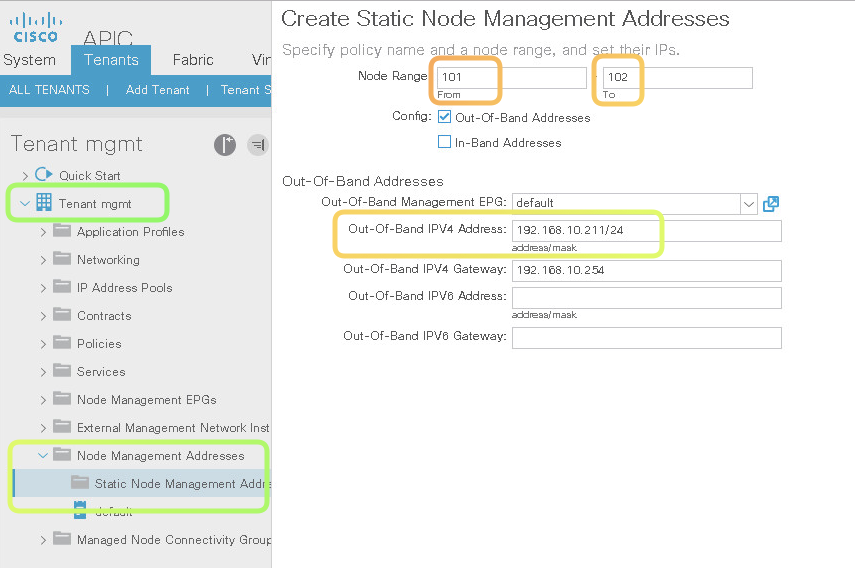 CISCO
APIC
System Tenants Fabric Vir
ALL TENANTS | Add Tenant | Tenant S
Tenant mgmt
Quick Start
Tenant mgmt
Application Profiles
Networking
IP Address Pools
Contracts
Policies
Services
Node Management EPGs
External Management Network Inst
Node Management Addresses
Static Node Management Addre
default
Managed Node Connectivity Group
Create Static Node Management Addresses
Specify policy name and a node range, and set their IPs.
Node Range: 101 - 102
From To
Config: Out-Of-Band Addresses
In-Band Addresses
Out-Of-Band Addresses
Out-Of-Band Management EPG: default
Out-Of-Band IPV4 Address: 192.168.10.211/24
address/mask
Out-Of-Band IPV4 Gateway: 192.168.10.254
Out-Of-Band IPV6 Address:
address/mask
Out-Of-Band IPV6 Gateway: